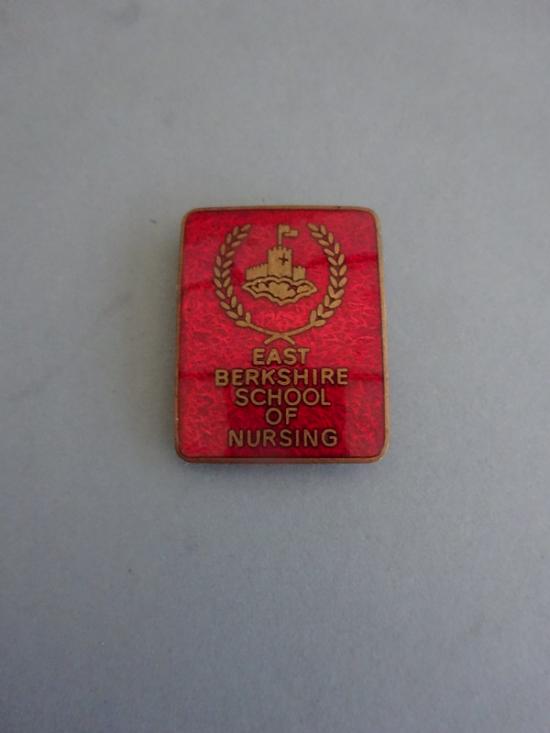 EAST
BERKSHIRE
SCHOOL
OF
NURSING